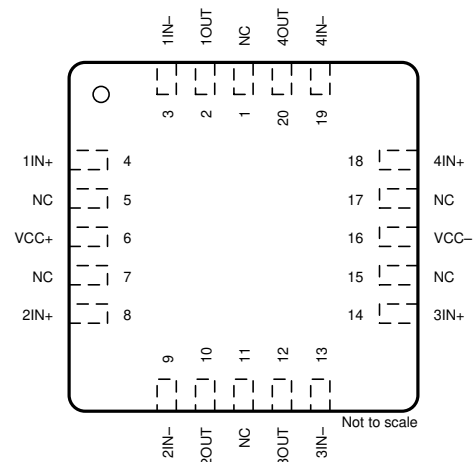 1IN–
1OUT
NC
4OUT
4IN–
3
2
1
20
19
1IN+ 4
NC 5
VCC+ 6
NC 7
2IN+ 8
18 4IN+
17 NC
16 VCC–
15 NC
14 3IN+
9
10
11
12
13
2IN–
2OUT
NC
3OUT
3IN–
Not to scale